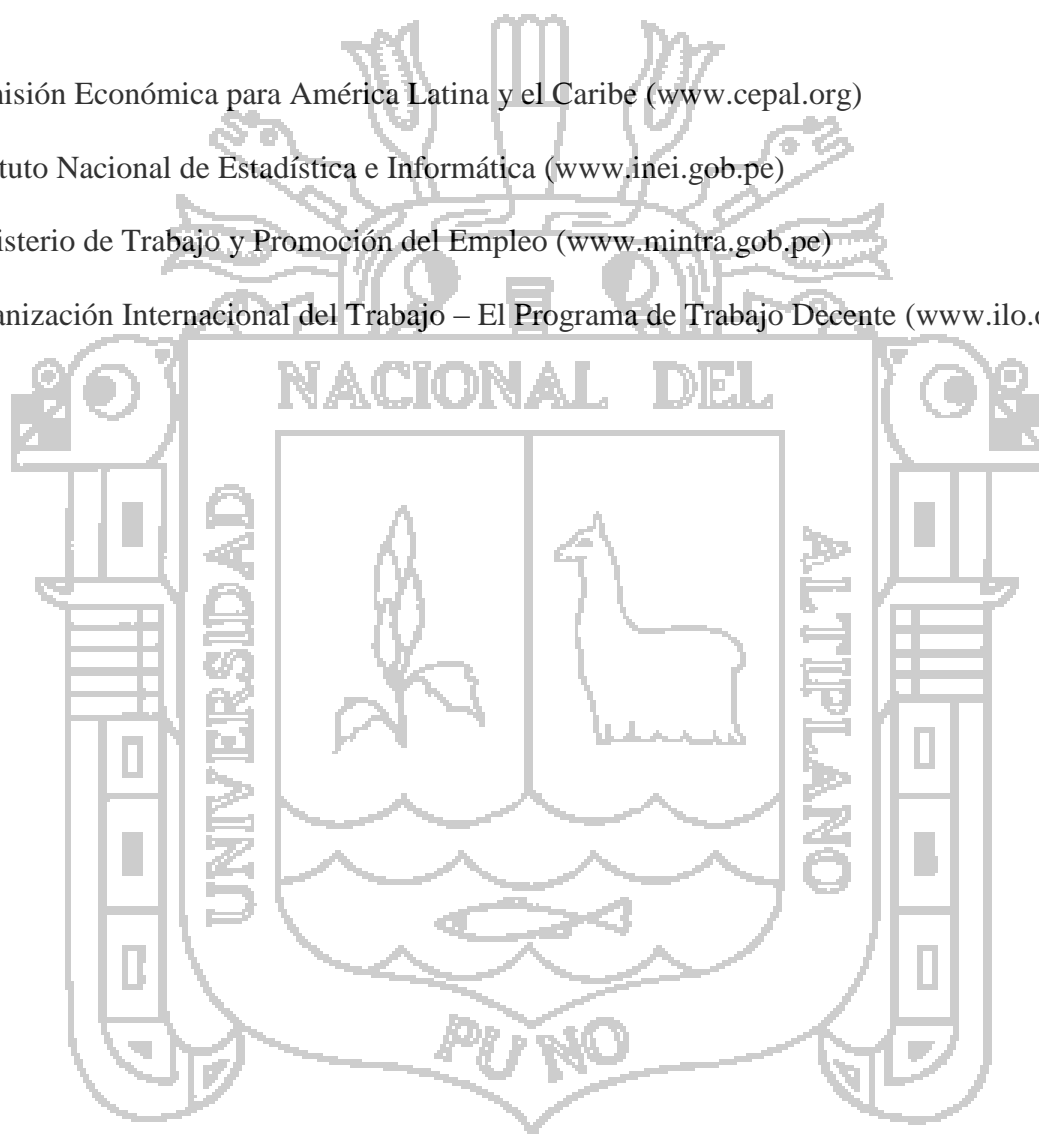 misión Económica para América Latina y el Caribe (www.cepal.org)
tuto Nacional de Estadística e Informática (www.inei.gob.pe)
isterio de Trabajo y Promoción del Empleo (www.mintra.gob.pe)
anización Internacional del Trabajo – El Programa de Trabajo Decente (www.ilo.o
NACIONAL DEL
UNIVERSIDAD
ALTIPLANO
PUNO